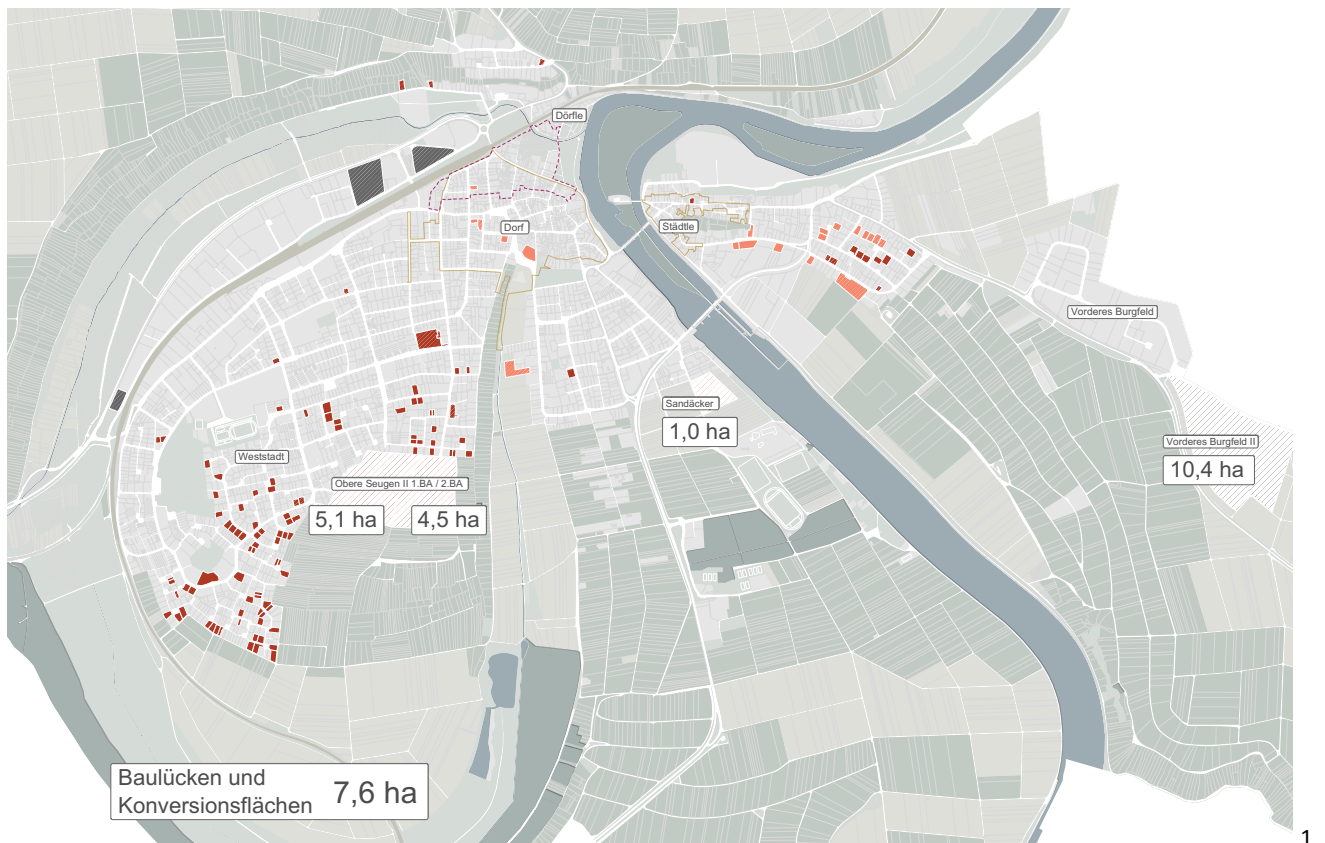 Dörfle
Dorf
Städtle
Vorderes Burgfeld
Sandäcker
1,0 ha
Vorderes Burgfeld II
10,4 ha
Weststadt
Obere Seugen II 1.BA / 2.BA
5,1 ha
4,5 ha
Baulücken und
Konversionsflächen
7,6 ha
1